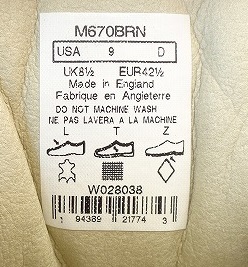 M670BRN
USA 9 D
UK8½ EUR42½
Made in England
Fabrique en Angleterre
DO NOT MACHINE WASH
NE PAS LAVERA A LA MACHINE
L T Z
W028038
1 94389 21774 3